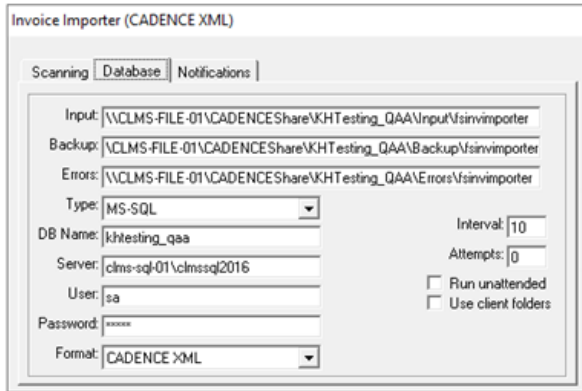 Invoice Importer (CADENCE XML)
Scanning Database Notifications
Input: \\CLMS-FILE-01\CADENCEShare\KHTesting_QAA\Input\fsinvimporter
Backup: \CLMS-FILE-01\CADENCEShare\KHTesting_QAA\Backup\fsinvimporter
Errors: \\CLMS-FILE-01\CADENCEShare\KHTesting_QAA\Errors\fsinvimporter
Type: MS-SQL
DB Name: khtesting_qaa
Interval: 10
Server: clms-sql-01\clmssql2016
Attempts: 0
User: sa
Run unattended
Use client folders
Password: *****
Format: CADENCE XML